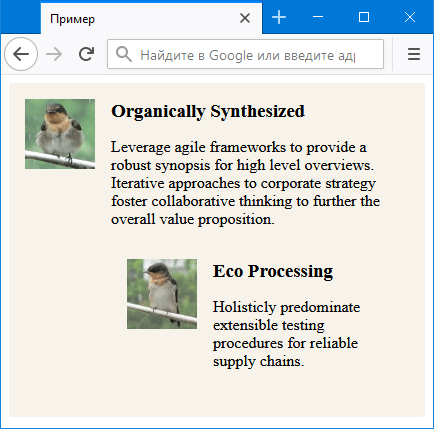 Пример
Найдите в Google или введите адр
Organically Synthesized
Leverage agile frameworks to provide a
robust synopsis for high level overviews.
Iterative approaches to corporate strategy
foster collaborative thinking to further the
overall value proposition.
Eco Processing
Holisticly predominate
extensible testing
procedures for reliable
supply chains.